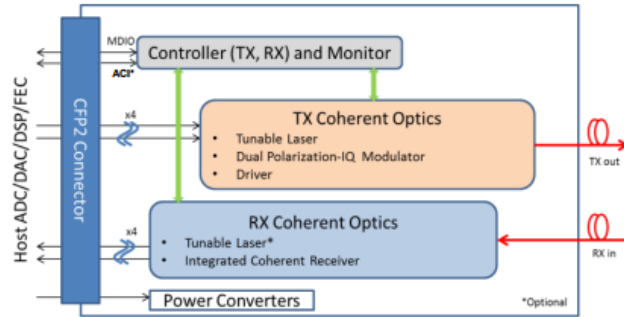 MDIO
Controller (TX, RX) and Monitor
ACI*
Host ADC/DAC/DSP/FEC
CFP2 Connector
x4
TX Coherent Optics
• Tunable Laser
• Dual Polarization-IQ Modulator
• Driver
TX out
x4
RX Coherent Optics
• Tunable Laser*
• Integrated Coherent Receiver
RX in
Power Converters
*Optional